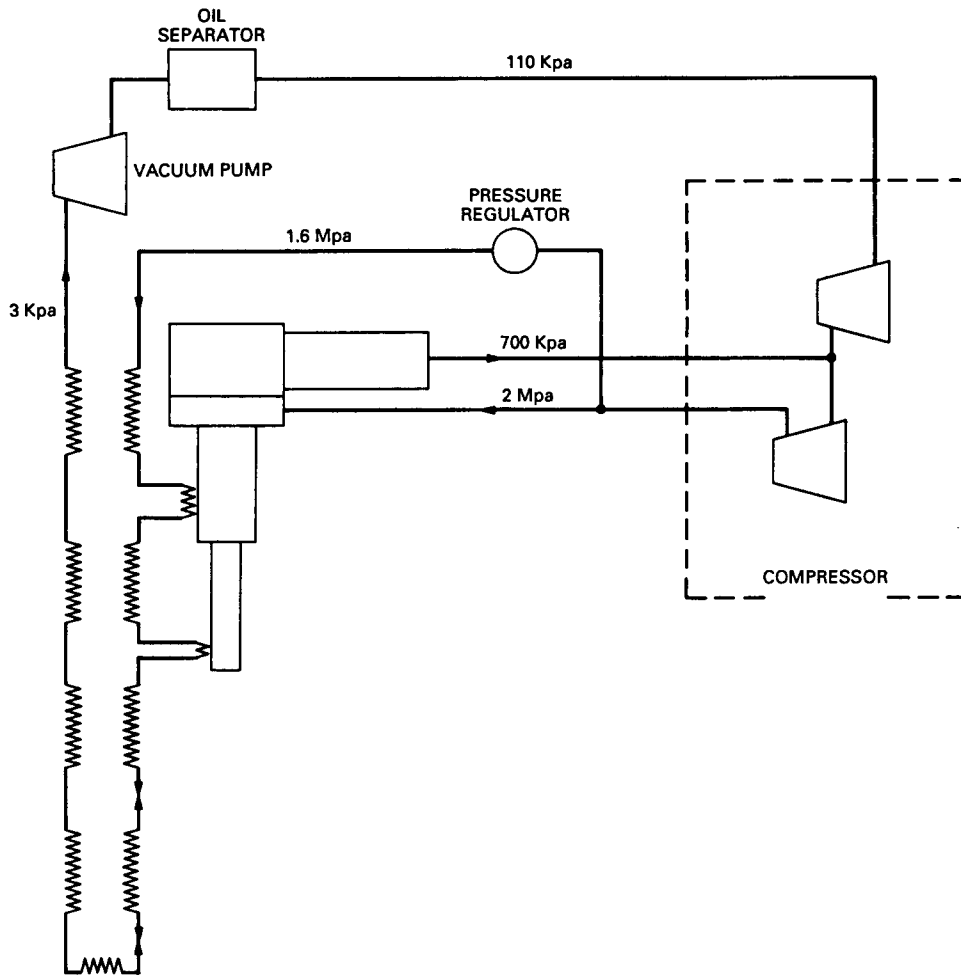 OIL
SEPARATOR
110 Kpa
VACUUM PUMP
PRESSURE
REGULATOR
1.6 Mpa
3 Kpa
700 Kpa
2 Mpa
COMPRESSOR